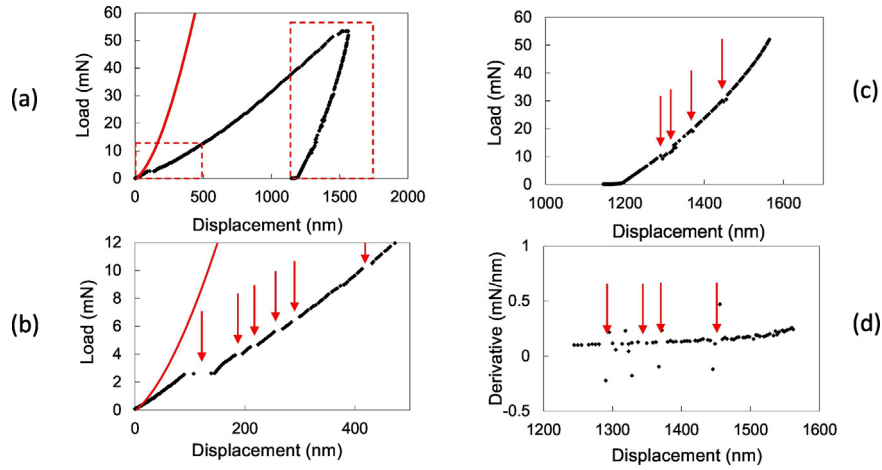 (a)
Load (mN)
60
50
40
30
20
10
0
0 500 1000 1500 2000
Displacement (nm)
(b)
Load (mN)
12
10
8
6
4
2
0
0 200 400
Displacement (nm)
(c)
Load (mN)
60
50
40
30
20
10
0
1000 1200 1400 1600
Displacement (nm)
(d)
Derivative (mN/nm)
1
0.5
0
-0.5
1200 1300 1400 1500 1600
Displacement (nm)